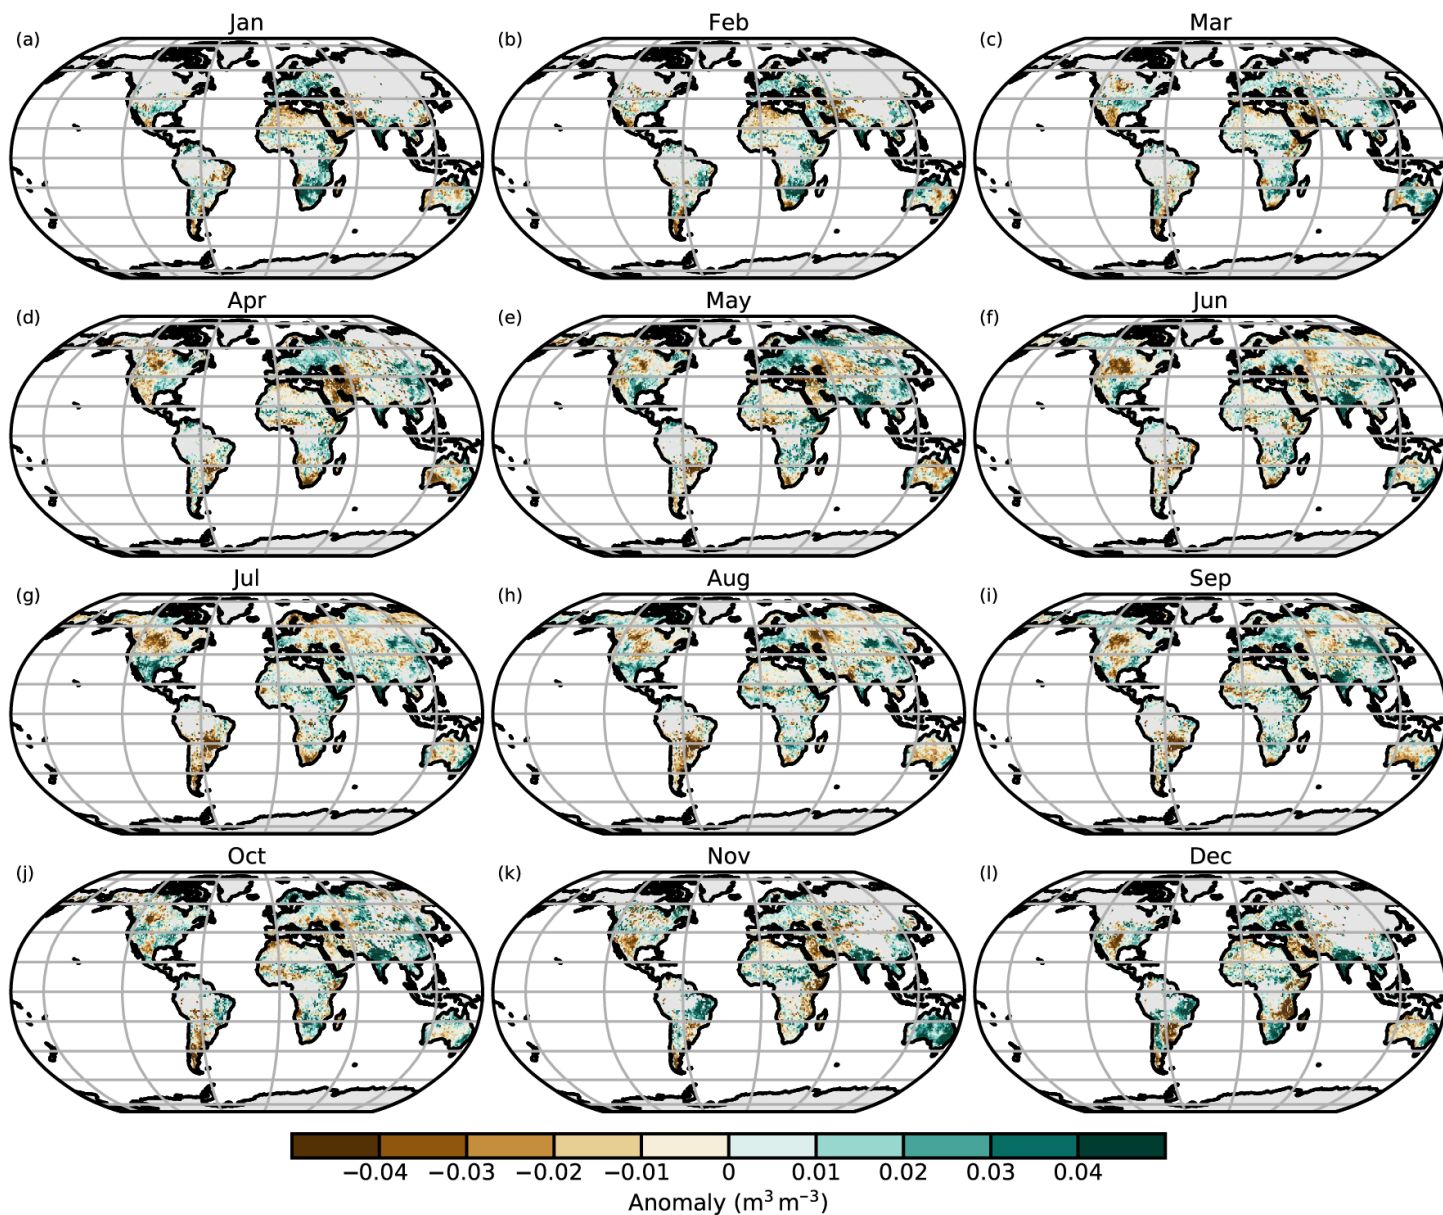 Jan
Feb
Mar
(a)
(b)
(c)
Apr
May
Jun
(d)
(e)
(f)
Jul
Aug
Sep
(g)
(h)
(i)
Oct
Nov
Dec
(j)
(k)
(l)
−0.04 −0.03 −0.02 −0.01 0 0.01 0.02 0.03 0.04
Anomaly (m³ m⁻³)